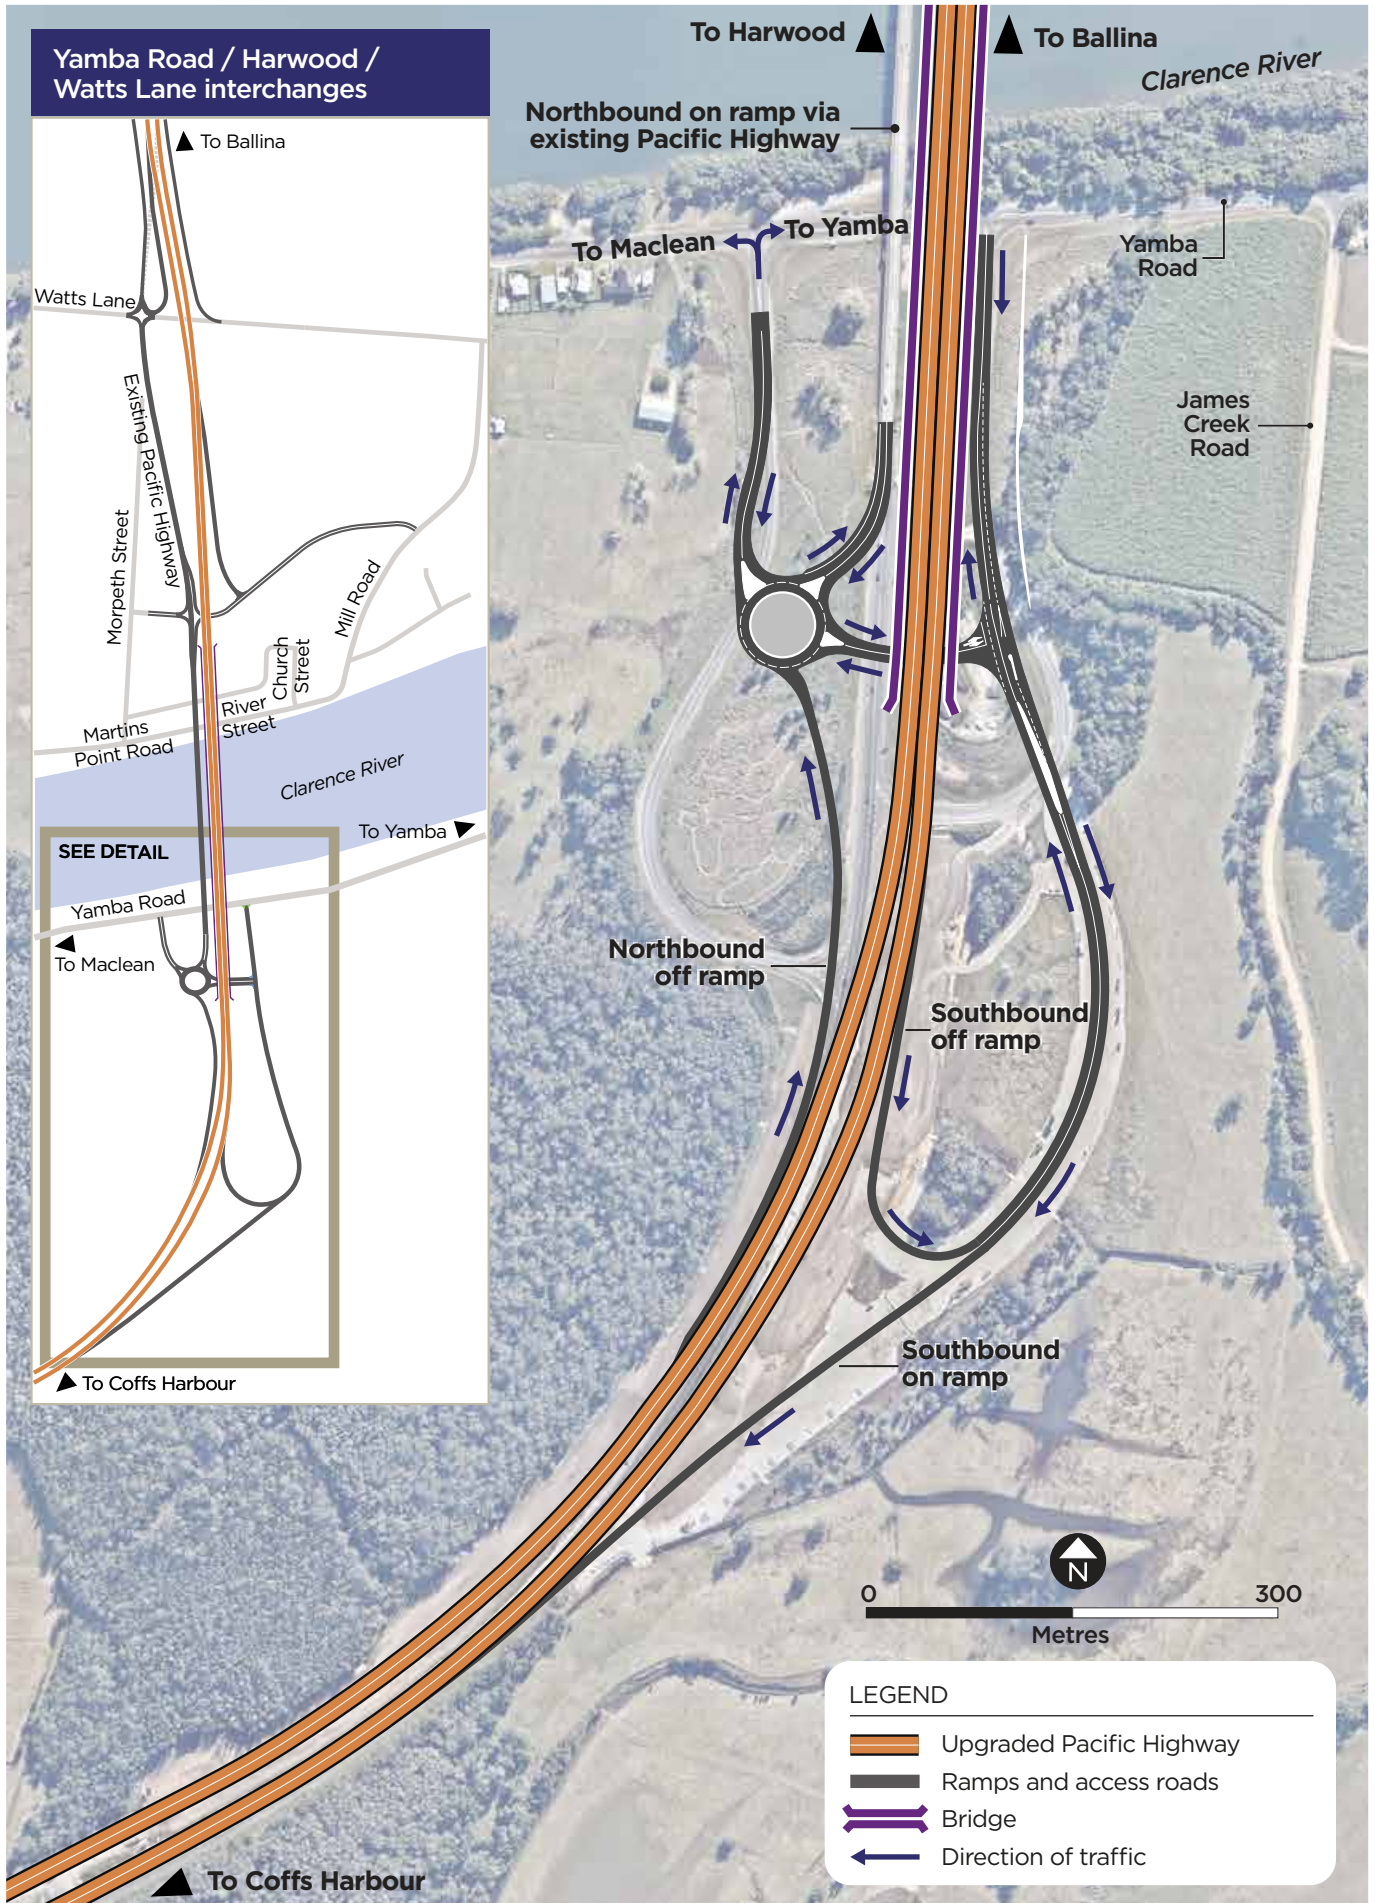 Yamba Road / Harwood /
Watts Lane interchanges
To Ballina
Watts Lane
Existing Pacific Highway
Morpeth Street
Mill Road
Church
Street
River
Street
Martins
Point Road
Clarence River
To Yamba
SEE DETAIL
Yamba Road
To Maclean
To Coffs Harbour
To Harwood
To Ballina
Clarence River
Northbound on ramp via
existing Pacific Highway
To Maclean
To Yamba
Yamba
Road
James
Creek
Road
Northbound
off ramp
Southbound
off ramp
Southbound
on ramp
N
0 300
Metres
LEGEND
Upgraded Pacific Highway
Ramps and access roads
Bridge
Direction of traffic
To Coffs Harbour